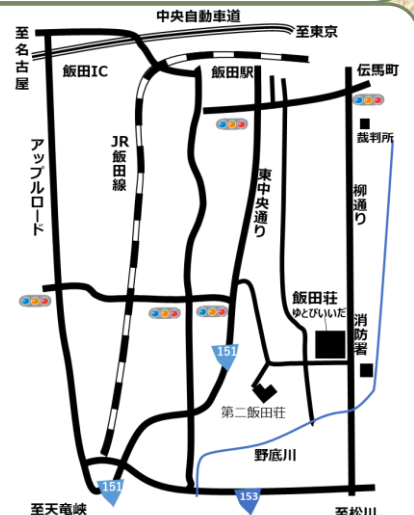 中央自動車道
至東京
至名古屋
飯田IC
飯田駅
伝馬町
裁判所
JR飯田線
アップルロード
東中央通り
柳通り
飯田荘
ゆとぴいいだ
消防署
151
第二飯田荘
野底川
151
153
至天竜峡
至松川